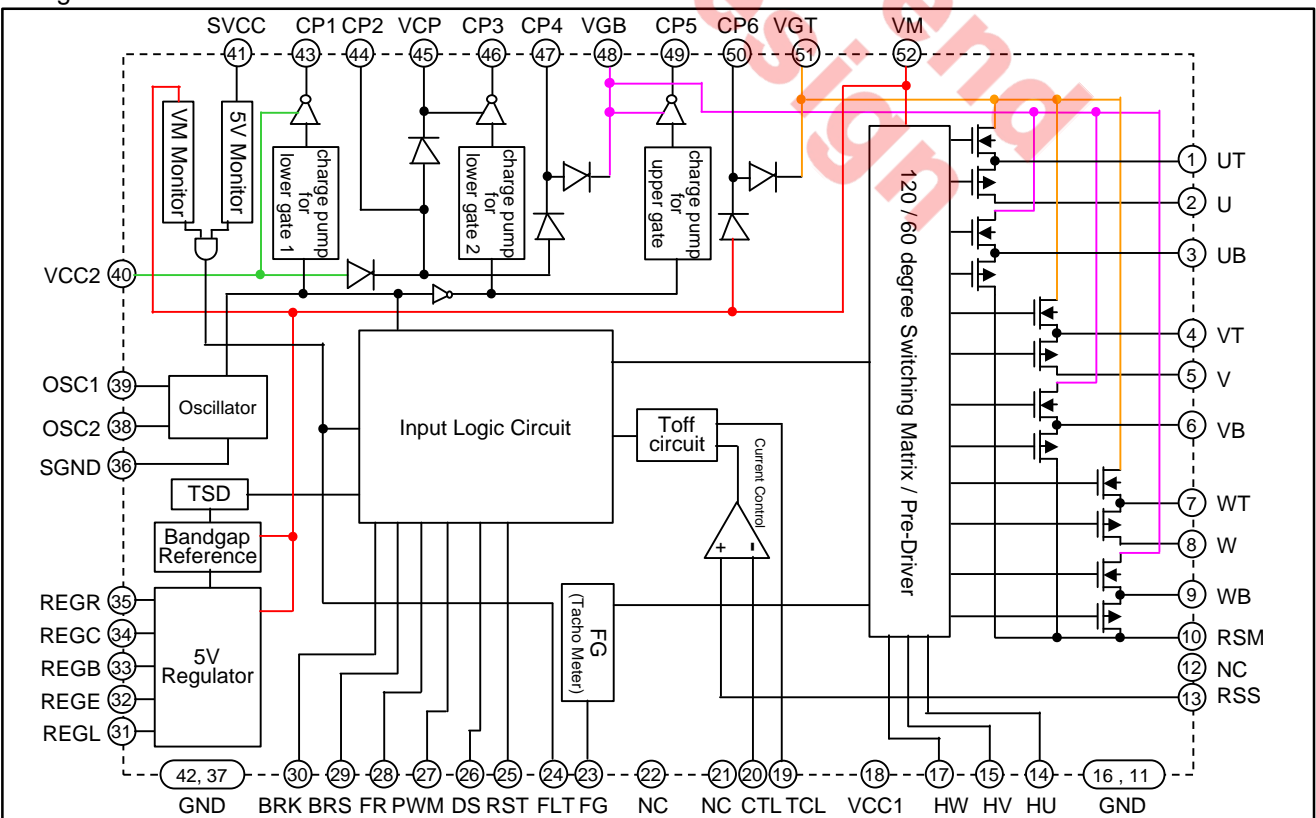 SVCC CP1 CP2 VCP CP3 CP4 VGB CP5 CP6 VGT VM
41 43 44 45 46 47 48 49 50 51 52
end
esign
VM Monitor
5V Monitor
charge pump
for
lower gate 1
charge pump
for
lower gate 2
charge pump
for
upper gate
120 / 60 degree Switching Matrix / Pre-Driver
1 UT
2 U
3 UB
4 VT
5 V
6 VB
7 WT
8 W
9 WB
10 RSM
12 NC
13 RSS
VCC2 40
OSC1 39
OSC2 38
SGND 36
Oscillator
Input Logic Circuit
Toff
circuit
Current Control
+ -
TSD
Bandgap
Reference
REGR 35
REGC 34
REGB 33
REGE 32
REGL 31
5V
Regulator
FG
(Tacho Meter)
42, 37 30 29 28 27 26 25 24 23 22 21 20 19 18 17 15 14 16 , 11
GND BRK BRS FR PWM DS RST FLT FG NC NC CTL TCL VCC1 HW HV HU GND